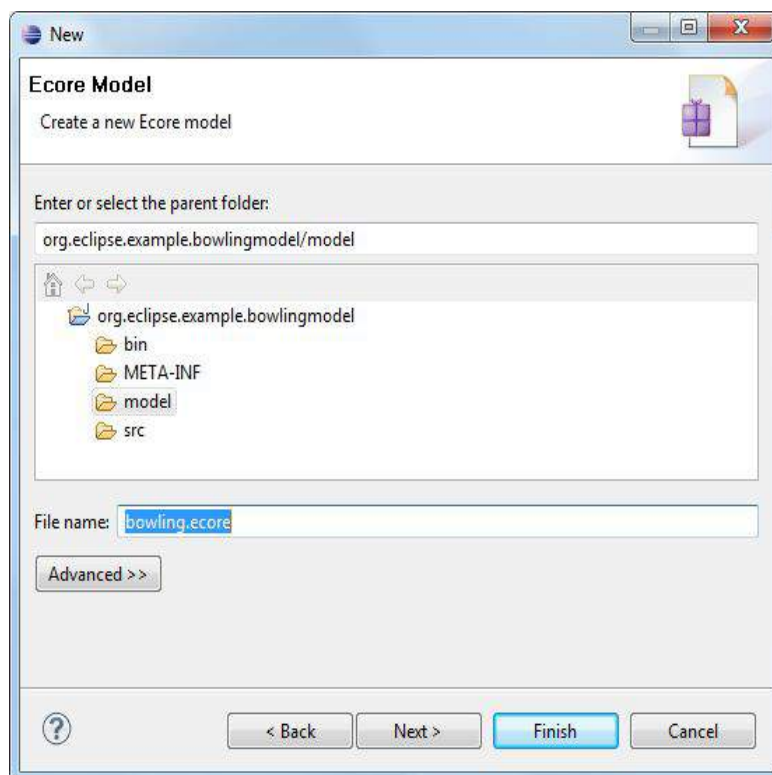 New
Ecore Model
Create a new Ecore model
Enter or select the parent folder:
org.eclipse.example.bowlingmodel/model
org.eclipse.example.bowlingmodel
bin
META-INF
model
src
File name: bowling.ecore
Advanced >>
? < Back Next > Finish Cancel